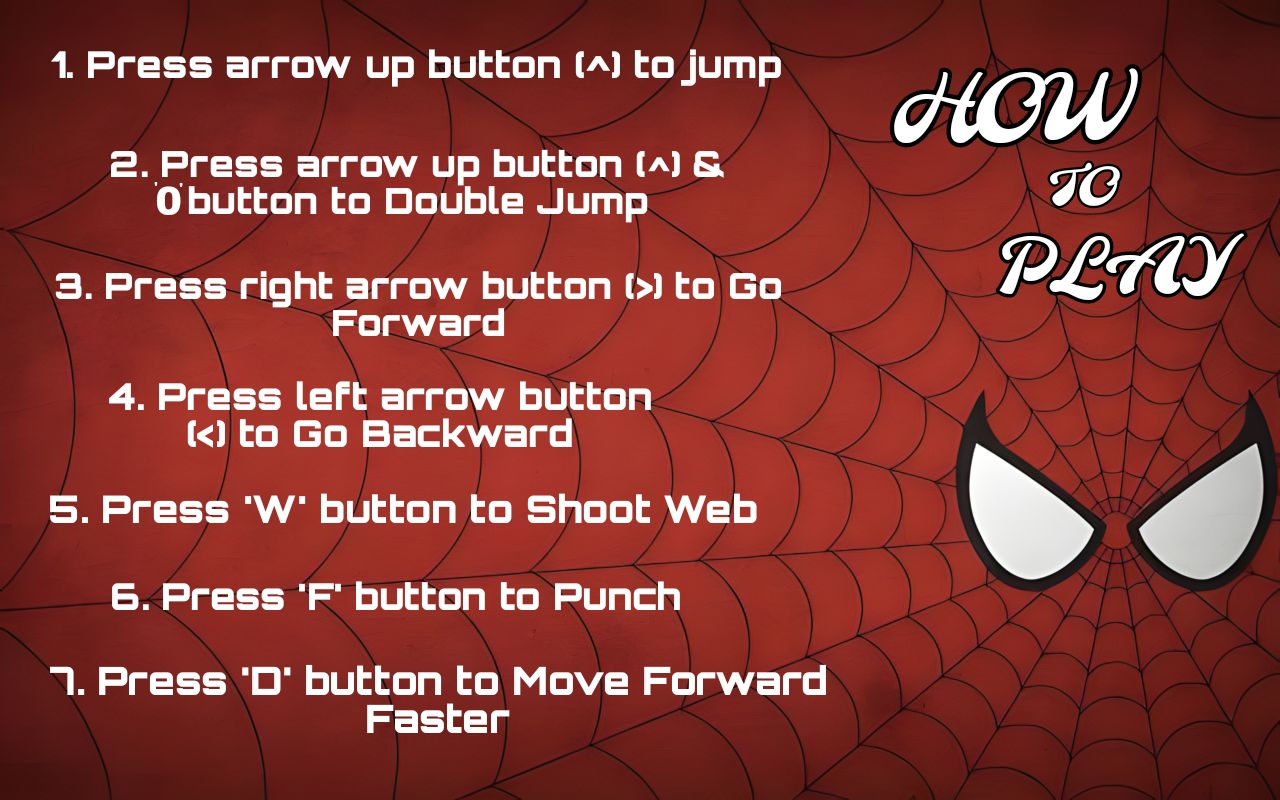 1. Press arrow up button (^) to jump
2. Press arrow up button (^) &
'0' button to Double Jump
3. Press right arrow button (>) to Go
Forward
4. Press left arrow button
(<) to Go Backward
5. Press 'W' button to Shoot Web
6. Press 'F' button to Punch
7. Press 'D' button to Move Forward
Faster
HOW
TO
PLAY